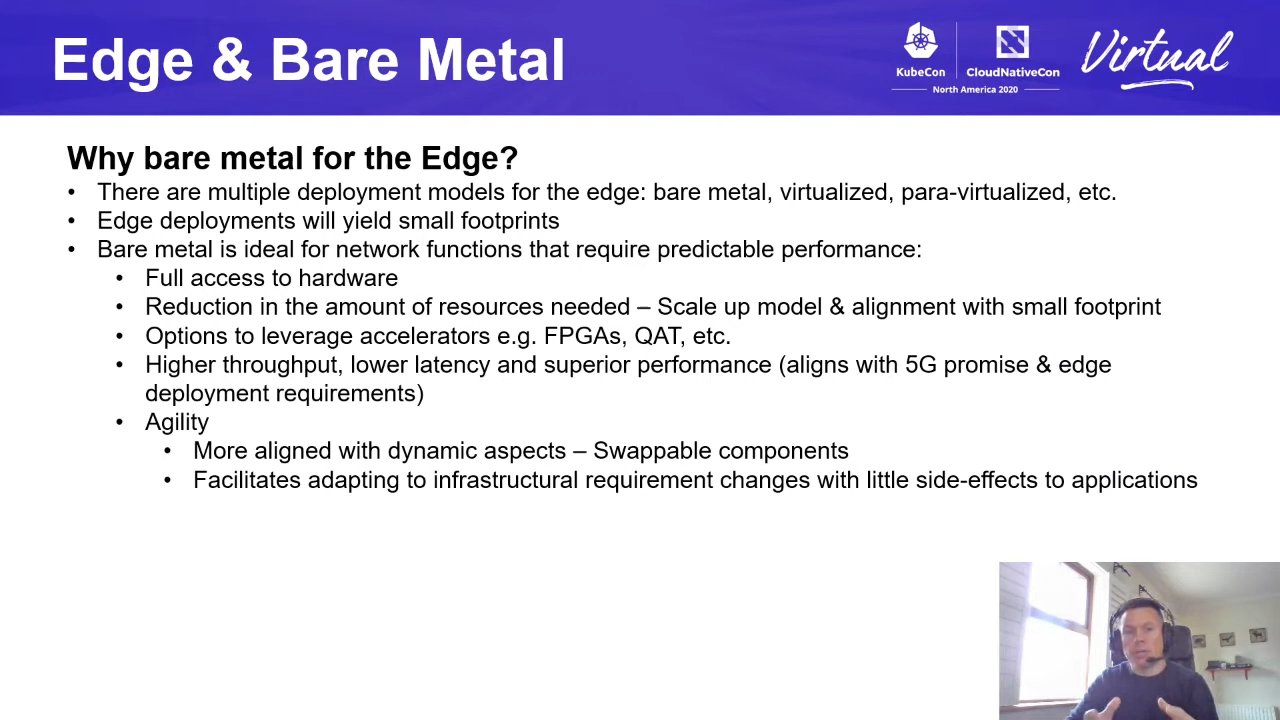 Edge & Bare Metal
KubeCon
CloudNativeCon
North America 2020
Virtual
Why bare metal for the Edge?
• There are multiple deployment models for the edge: bare metal, virtualized, para-virtualized, etc.
• Edge deployments will yield small footprints
• Bare metal is ideal for network functions that require predictable performance:
• Full access to hardware
• Reduction in the amount of resources needed – Scale up model & alignment with small footprint
• Options to leverage accelerators e.g. FPGAs, QAT, etc.
• Higher throughput, lower latency and superior performance (aligns with 5G promise & edge
deployment requirements)
• Agility
• More aligned with dynamic aspects – Swappable components
• Facilitates adapting to infrastructural requirement changes with little side-effects to applications